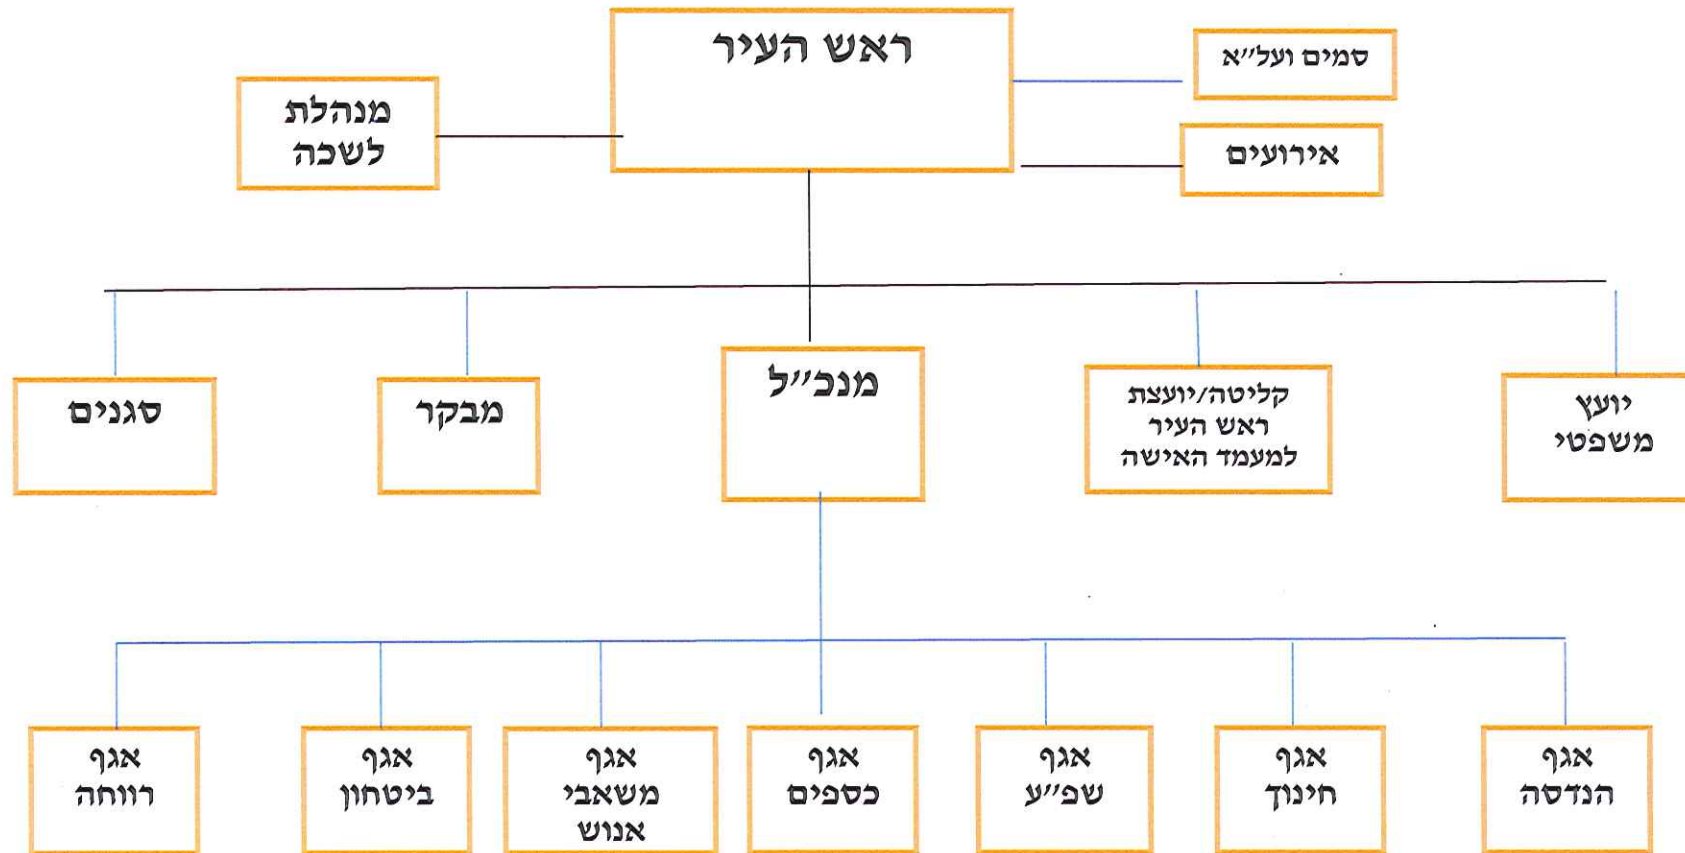 ראש העיר
סמים ועל״א
מנהלת
לשכה
אירועים
יועץ
משפטי
קליטה/יועצת
ראש העיר
למעמד האישה
מנכ״ל
מבקר
סגנים
אגף
הנדסה
אגף
חינוך
אגף
שפ״ע
אגף
כספים
אגף
משאבי
אנוש
אגף
ביטחון
אגף
רווחה